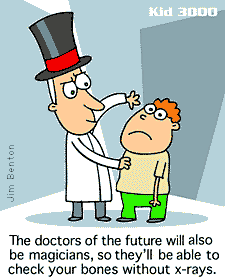 Kid 3000
Jim Benton
The doctors of the future will also
be magicians, so they'll be able to
check your bones without x-rays.